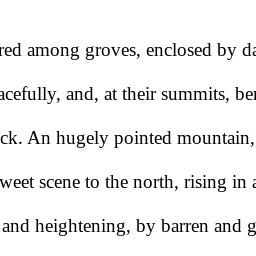 red among groves, enclosed by da
acefully, and, at their summits, ben
ck. An hugely pointed mountain,
weet scene to the north, rising in a
and heightening, by barren and g